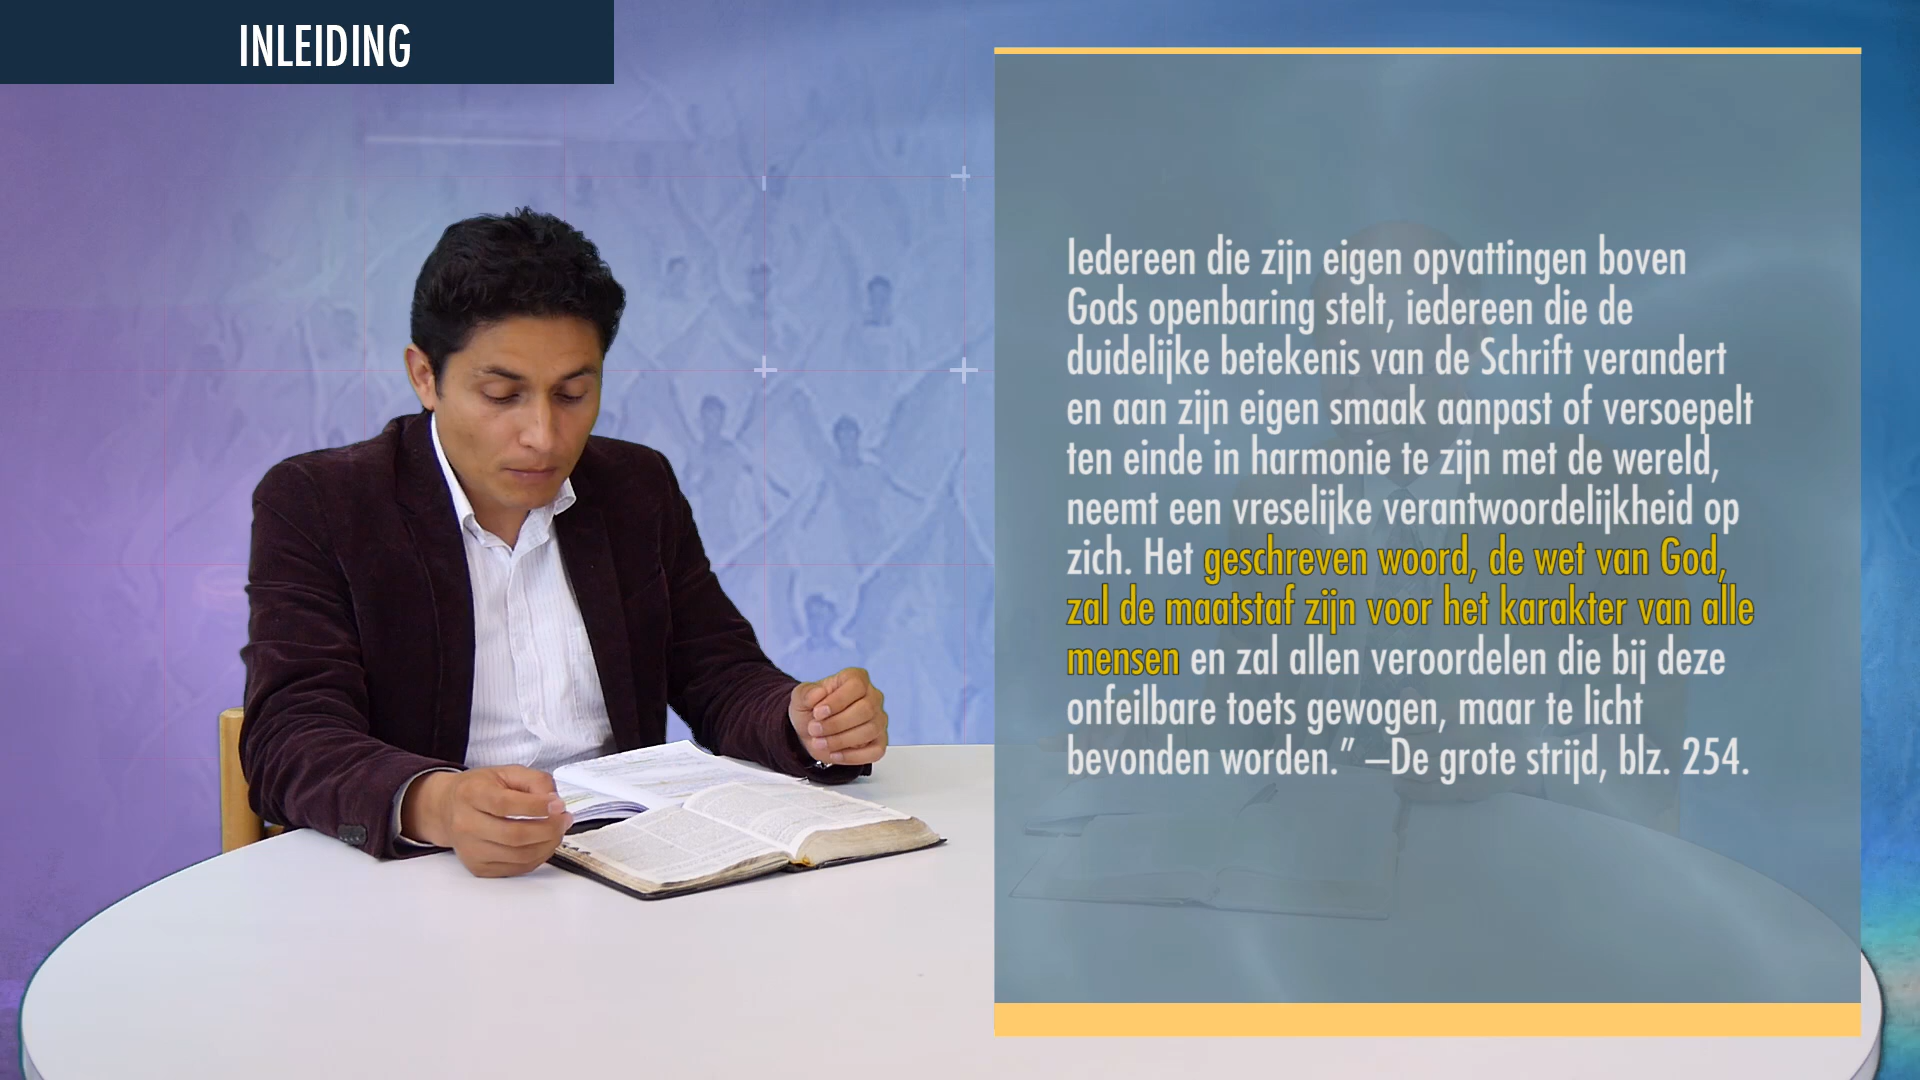 INLEIDING
Iedereen die zijn eigen opvattingen boven
Gods openbaring stelt, iedereen die de
duidelijke betekenis van de Schrift verandert
en aan zijn eigen smaak aanpast of versoepelt
ten einde in harmonie te zijn met de wereld,
neemt een vreselijke verantwoordelijkheid op
zich. Het geschreven woord, de wet van God,
zal de maatstaf zijn voor het karakter van alle
mensen en zal allen veroordelen die bij deze
onfeilbare toets gewogen, maar te licht
bevonden worden.” –De grote strijd, blz. 254.